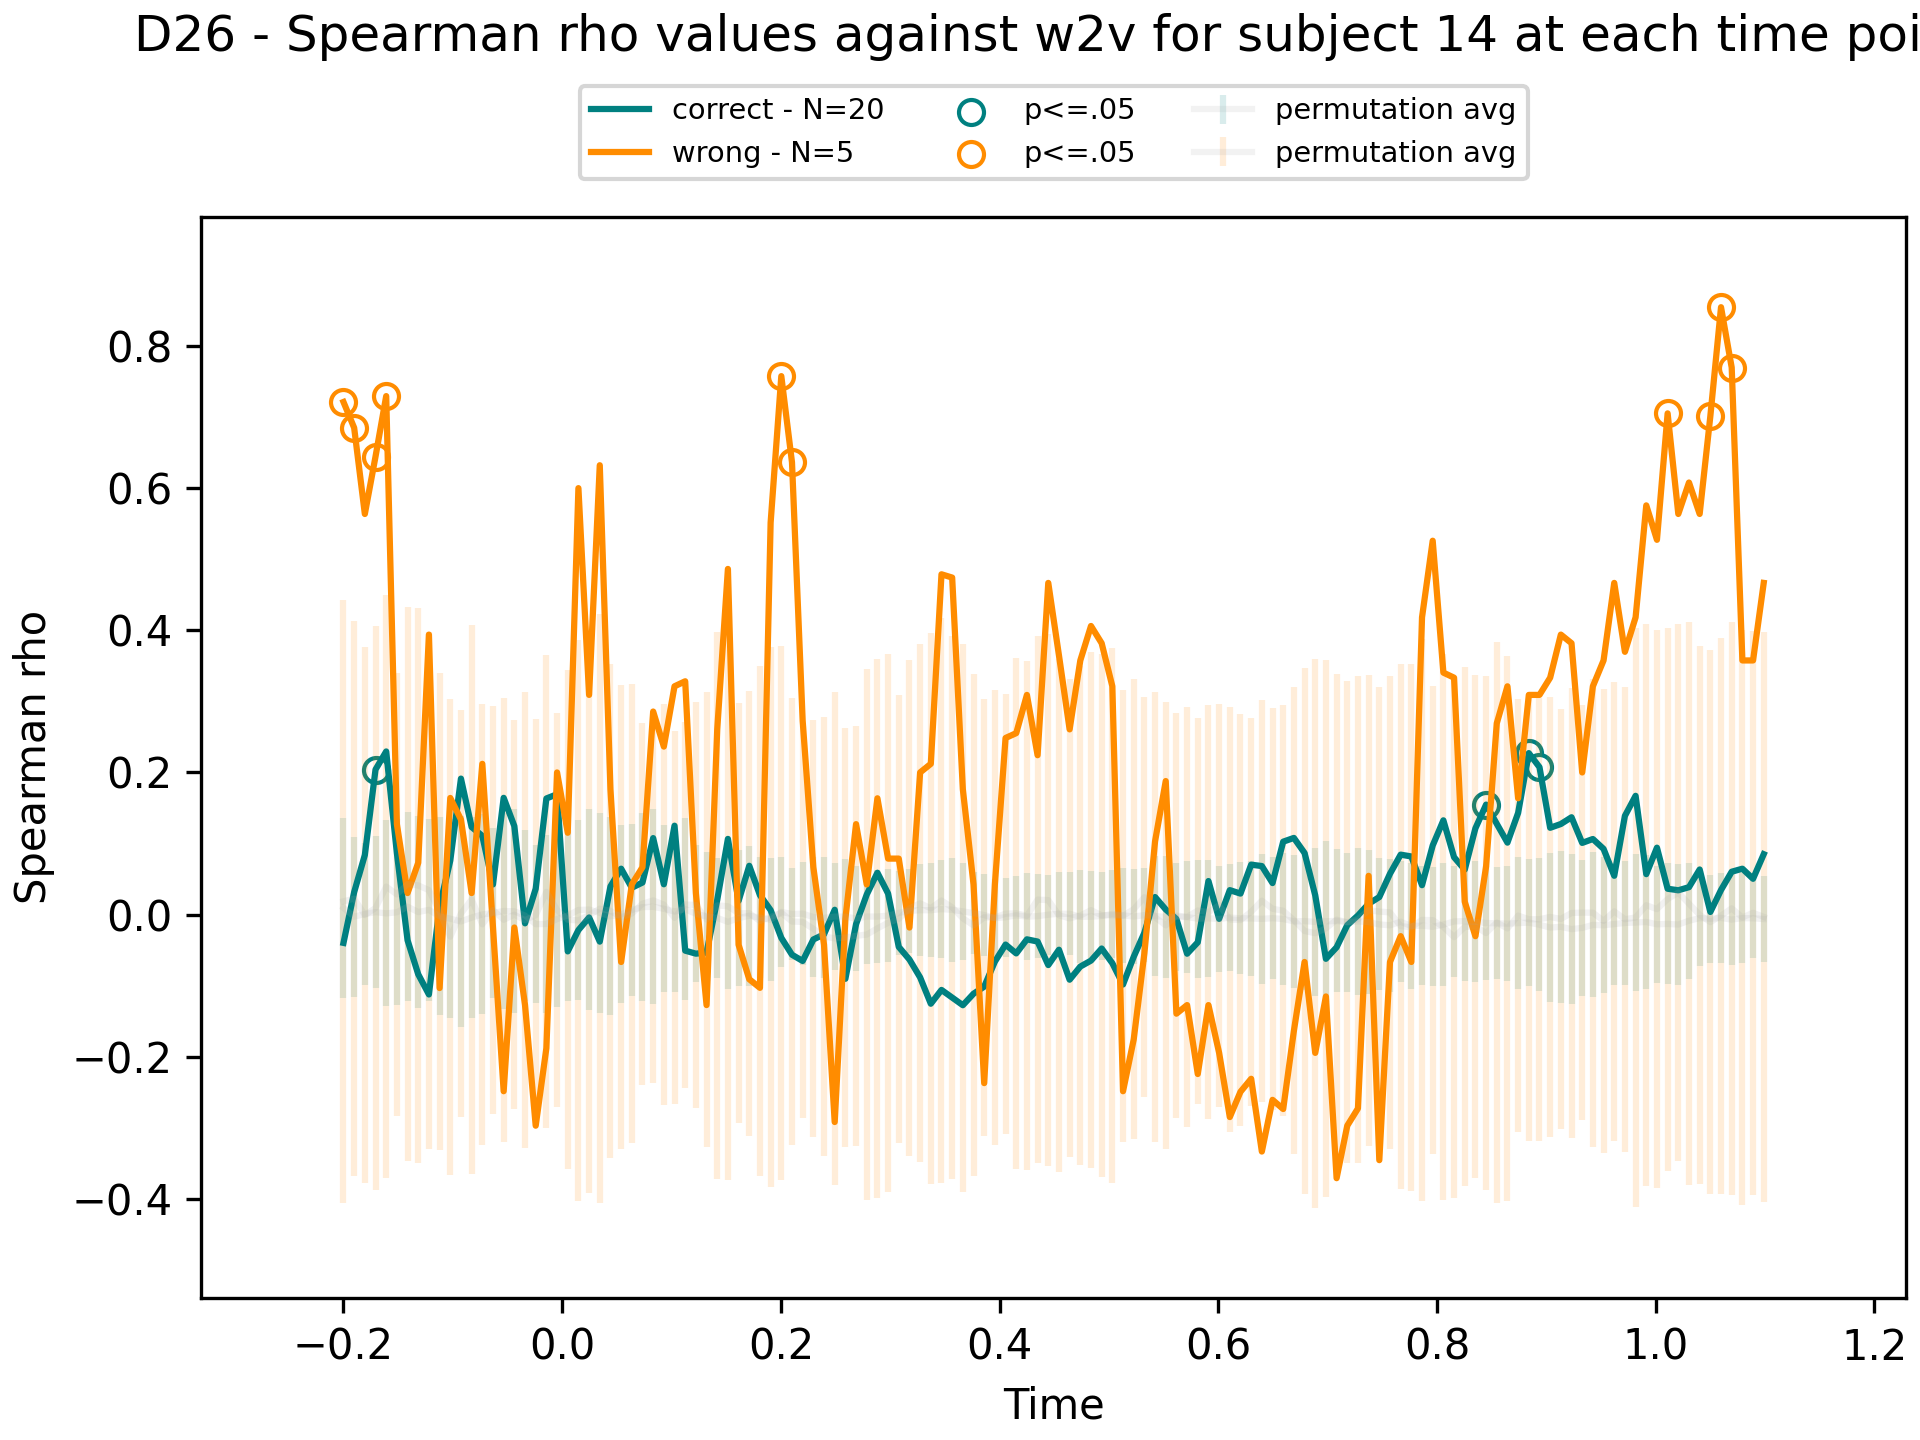 D26 - Spearman rho values against w2v for subject 14 at each time poi
correct - N=20
wrong - N=5
p<=.05
p<=.05
permutation avg
permutation avg
Spearman rho
0.8
0.6
0.4
0.2
0.0
−0.2
−0.4
−0.2 0.0 0.2 0.4 0.6 0.8 1.0 1.2
Time